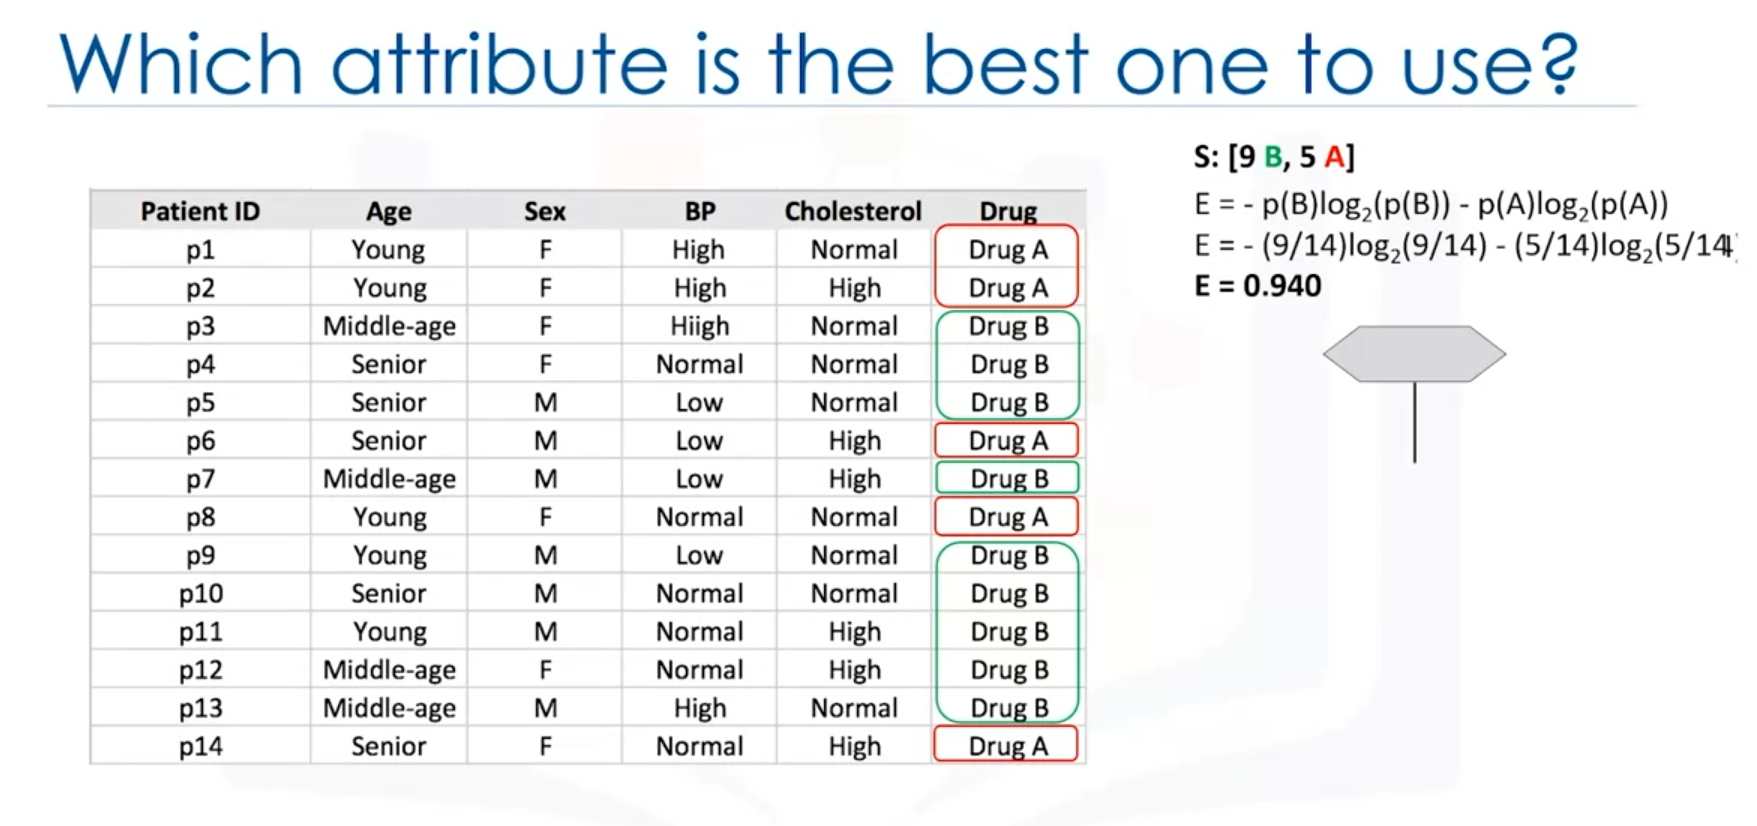 Which attribute is the best one to use?
S: [9 B, 5 A]
E = - p(B)log₂(p(B)) - p(A)log₂(p(A))
E = - (9/14)log₂(9/14) - (5/14)log₂(5/14)
E = 0.940
Patient ID Age Sex BP Cholesterol Drug
p1 Young F High Normal Drug A
p2 Young F High High Drug A
p3 Middle-age F Hiigh Normal Drug B
p4 Senior F Normal Normal Drug B
p5 Senior M Low Normal Drug B
p6 Senior M Low High Drug A
p7 Middle-age M Low High Drug B
p8 Young F Normal Normal Drug A
p9 Young M Low Normal Drug B
p10 Senior M Normal Normal Drug B
p11 Young M Normal High Drug B
p12 Middle-age F Normal High Drug B
p13 Middle-age M High Normal Drug B
p14 Senior F Normal High Drug A